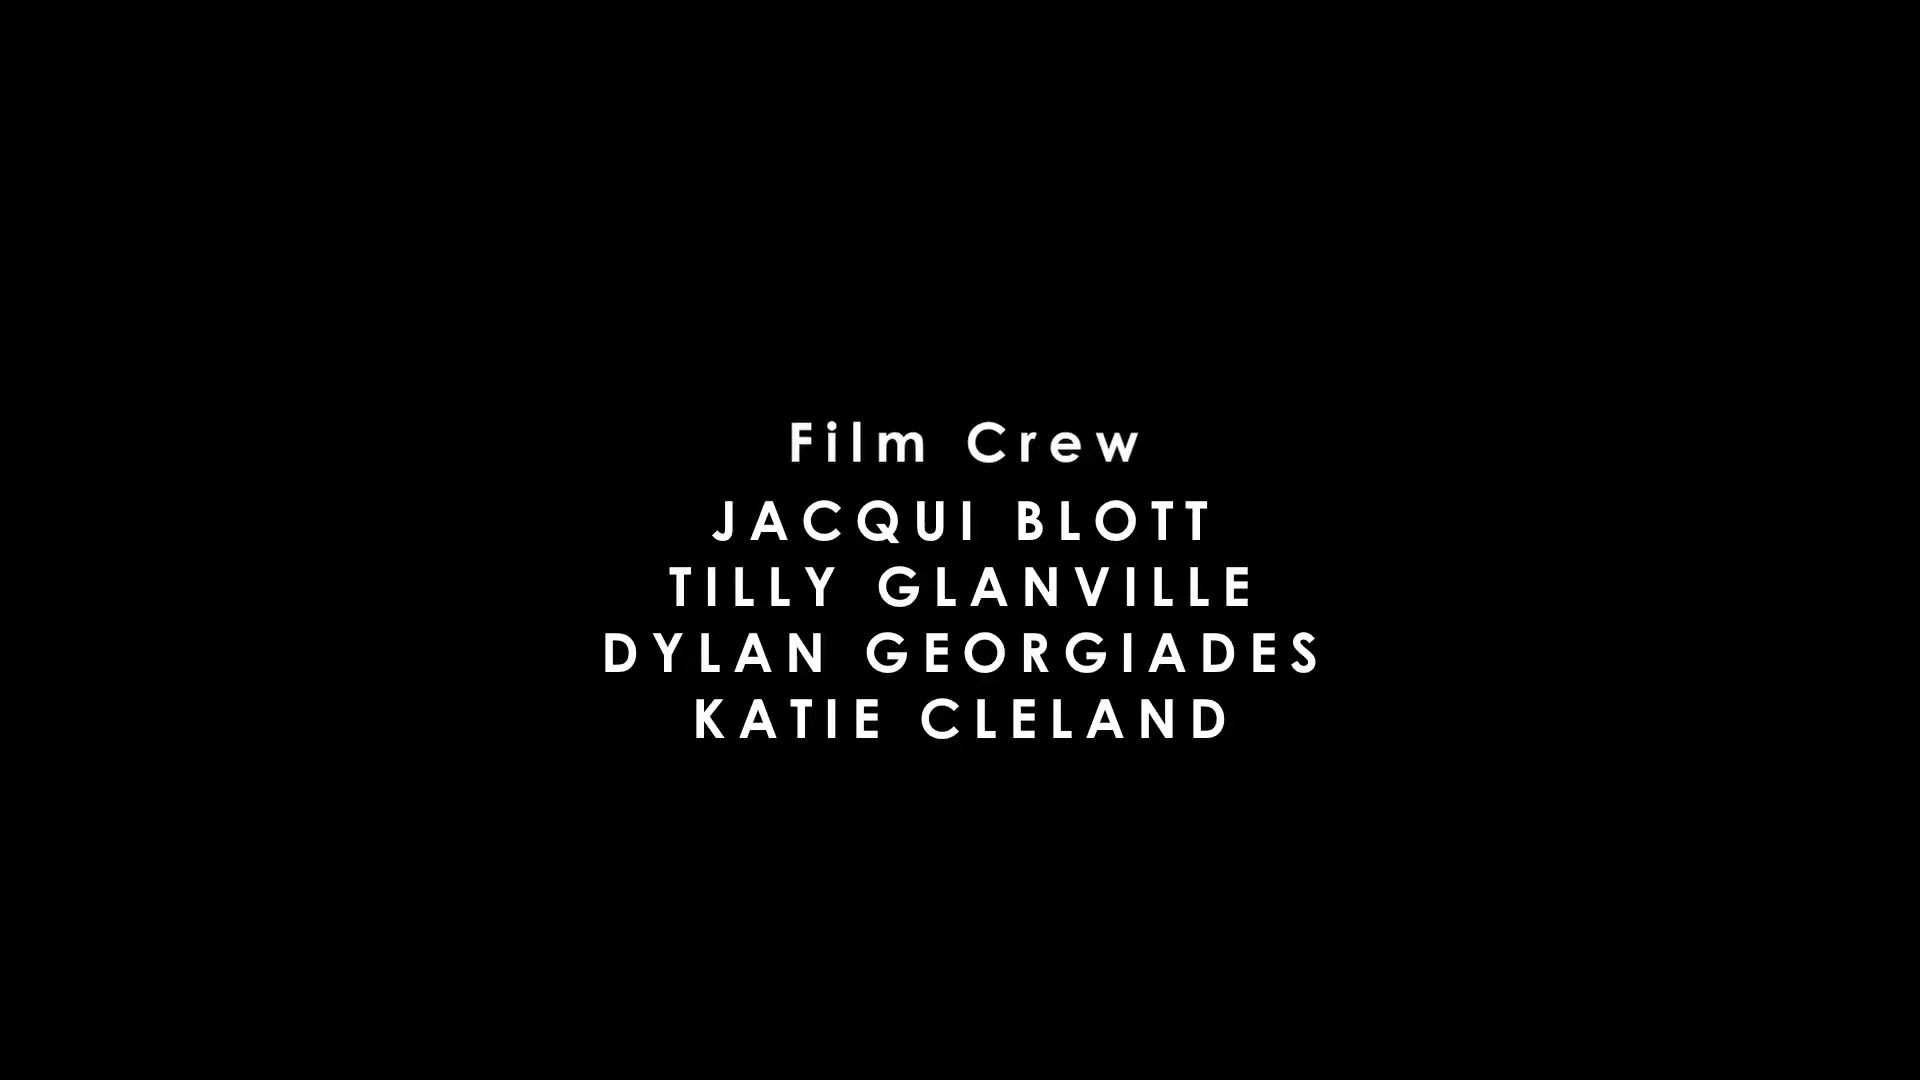 Film Crew
JACQUI BLOTT
TILLY GLANVILLE
DYLAN GEORGIADES
KATIE CLELAND